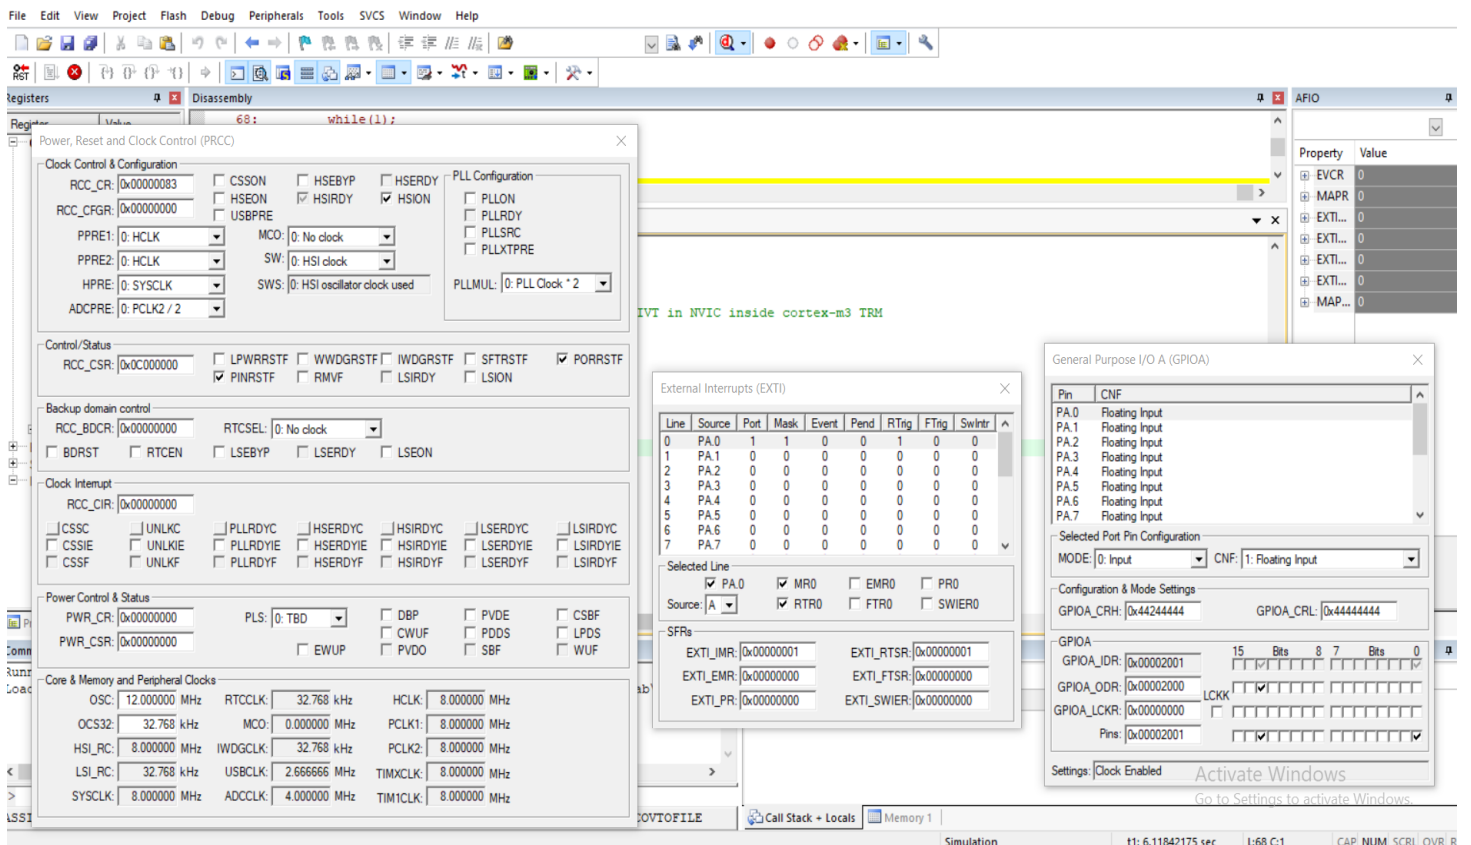 File Edit View Project Flash Debug Peripherals Tools SVCS Window Help
Registers
Disassembly
AFIO
Register Value
68: while(1);
Property Value
EVCR 0
MAPR 0
EXTI... 0
EXTI... 0
EXTI... 0
EXTI... 0
MAP... 0
IVT in NVIC inside cortex-m3 TRM
Power, Reset and Clock Control (PRCC)
Clock Control & Configuration
RCC_CR: 0x00000083 CSSON HSEBYP HSERDY
HSEON HSIRDY HSION
RCC_CFGR: 0x00000000 USBPRE
PPRE1: 0: HCLK MCO: 0: No clock
PPRE2: 0: HCLK SW: 0: HSI clock
HPRE: 0: SYSCLK SWS: 0: HSI oscillator clock used
ADCPRE: 0: PCLK2 / 2
PLL Configuration
PLLON
PLLRDY
PLLSRC
PLLXTPRE
PLLMUL: 0: PLL Clock * 2
Control/Status
RCC_CSR: 0x0C000000 LPWRRSTF WWDGRSTF IWDGRSTF SFTRSTF PORRSTF
PINRSTF RMVF LSIRDY LSION
Backup domain control
RCC_BDCR: 0x00000000 RTCSEL: 0: No clock
BDRST RTCEN LSEBYP LSERDY LSEON
Clock Interrupt
RCC_CIR: 0x00000000
CSSC UNLKC PLLRDYC HSERDYC HSIRDYC LSERDYC LSIRDYC
CSSIE UNLKIE PLLRDYIE HSERDYIE HSIRDYIE LSERDYIE LSIRDYIE
CSSF UNLKF PLLRDYF HSERDYF HSIRDYF LSERDYF LSIRDYF
Power Control & Status
PWR_CR: 0x00000000 PLS: 0: TBD DBP PVDE CSBF
CWUF PDDS LPDS
PWR_CSR: 0x00000000 EWUP PVDO SBF WUF
Core & Memory and Peripheral Clocks
OSC: 12.000000 MHz RTCCLK: 32.768 kHz HCLK: 8.000000 MHz
OCS32: 32.768 kHz MCO: 0.000000 MHz PCLK1: 8.000000 MHz
HSI_RC: 8.000000 MHz IWDGCLK: 32.768 kHz PCLK2: 8.000000 MHz
LSI_RC: 32.768 kHz USBCLK: 2.666666 MHz TIMXCLK: 8.000000 MHz
SYSCLK: 8.000000 MHz ADCCLK: 4.000000 MHz TIM1CLK: 8.000000 MHz
External Interrupts (EXTI)
Line Source Port Mask Event Pend RTrig FTrig SwIntr
0 PA.0 1 1 0 0 1 0 0
1 PA.1 0 0 0 0 0 0 0
2 PA.2 0 0 0 0 0 0 0
3 PA.3 0 0 0 0 0 0 0
4 PA.4 0 0 0 0 0 0 0
5 PA.5 0 0 0 0 0 0 0
6 PA.6 0 0 0 0 0 0 0
7 PA.7 0 0 0 0 0 0 0
Selected Line
PA.0 MR0 EMR0 PR0
Source: A RTR0 FTR0 SWIER0
SFRs
EXTI_IMR: 0x00000001 EXTI_RTSR: 0x00000001
EXTI_EMR: 0x00000000 EXTI_FTSR: 0x00000000
EXTI_PR: 0x00000000 EXTI_SWIER: 0x00000000
General Purpose I/O A (GPIOA)
Pin CNF
PA.0 Floating Input
PA.1 Floating Input
PA.2 Floating Input
PA.3 Floating Input
PA.4 Floating Input
PA.5 Floating Input
PA.6 Floating Input
PA.7 Floating Input
Selected Port Pin Configuration
MODE: 0: Input CNF: 1: Floating Input
Configuration & Mode Settings
GPIOA_CRH: 0x44244444 GPIOA_CRL: 0x44444444
GPIOA
15 Bits 8 7 Bits 0
GPIOA_IDR: 0x00002001
GPIOA_ODR: 0x00002000
LCKK
GPIOA_LCKR: 0x00000000
Pins: 0x00002001
Settings: Clock Enabled
Activate Windows
Go to Settings to activate Windows.
COVTOFILE
Call Stack + Locals Memory 1
Simulation t1: 6.11842175 sec L:68 C:1 CAP NUM SCRL OVR R